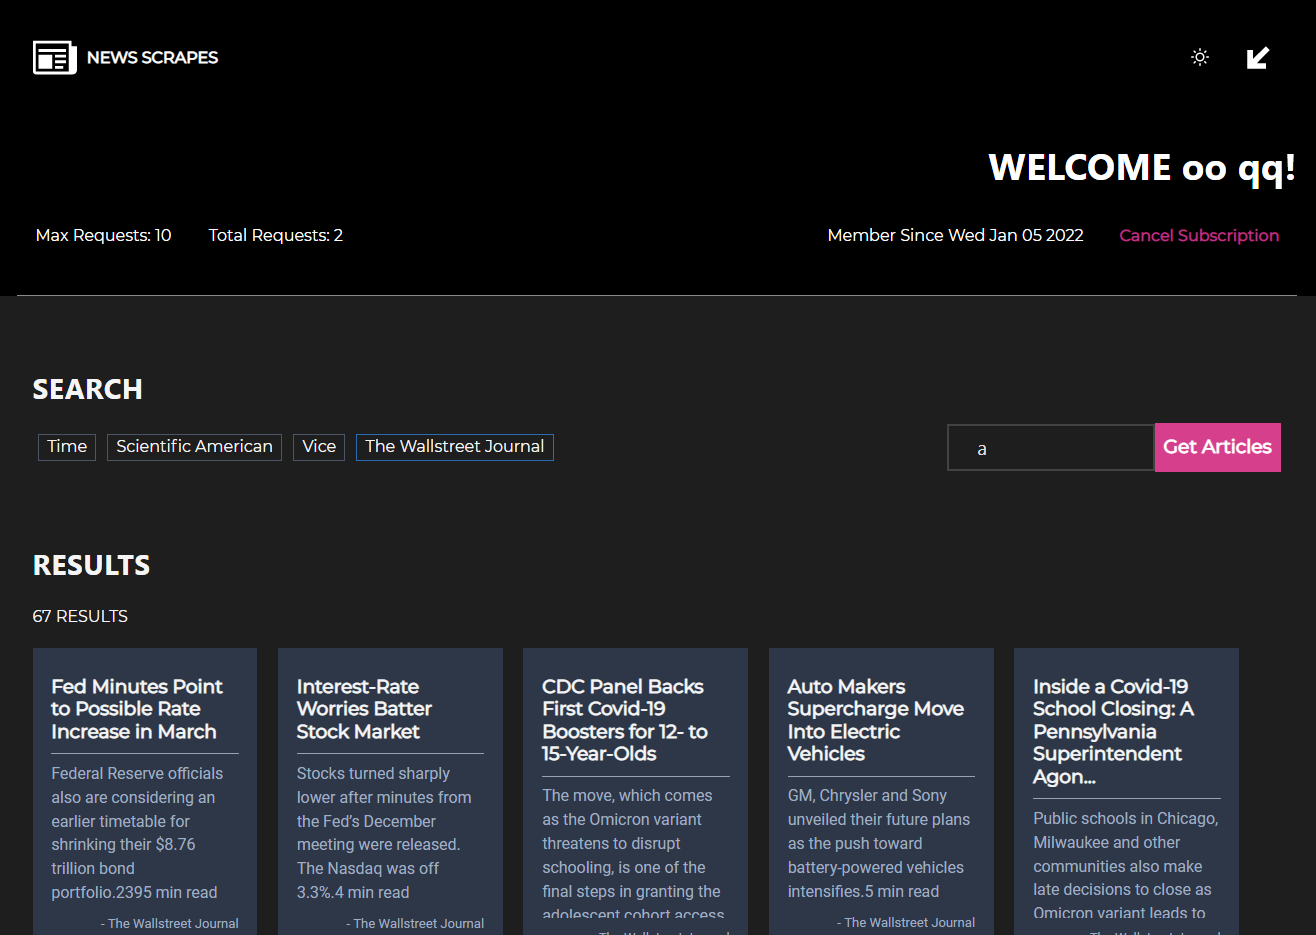 NEWS SCRAPES
WELCOME oo qq!
Max Requests: 10 Total Requests: 2 Member Since Wed Jan 05 2022 Cancel Subscription
SEARCH
Time Scientific American Vice The Wallstreet Journal a Get Articles
RESULTS
67 RESULTS
Fed Minutes Point
to Possible Rate
Increase in March
Federal Reserve officials
also are considering an
earlier timetable for
shrinking their $8.76
trillion bond
portfolio.2395 min read
- The Wallstreet Journal
Interest-Rate
Worries Batter
Stock Market
Stocks turned sharply
lower after minutes from
the Fed’s December
meeting were released.
The Nasdaq was off
3.3%.4 min read
- The Wallstreet Journal
CDC Panel Backs
First Covid-19
Boosters for 12- to
15-Year-Olds
The move, which comes
as the Omicron variant
threatens to disrupt
schooling, is one of the
final steps in granting the
adolescent cohort access
Auto Makers
Supercharge Move
Into Electric
Vehicles
GM, Chrysler and Sony
unveiled their future plans
as the push toward
battery-powered vehicles
intensifies.5 min read
- The Wallstreet Journal
Inside a Covid-19
School Closing: A
Pennsylvania
Superintendent
Agon...
Public schools in Chicago,
Milwaukee and other
communities also make
late decisions to close as
Omicron variant leads to